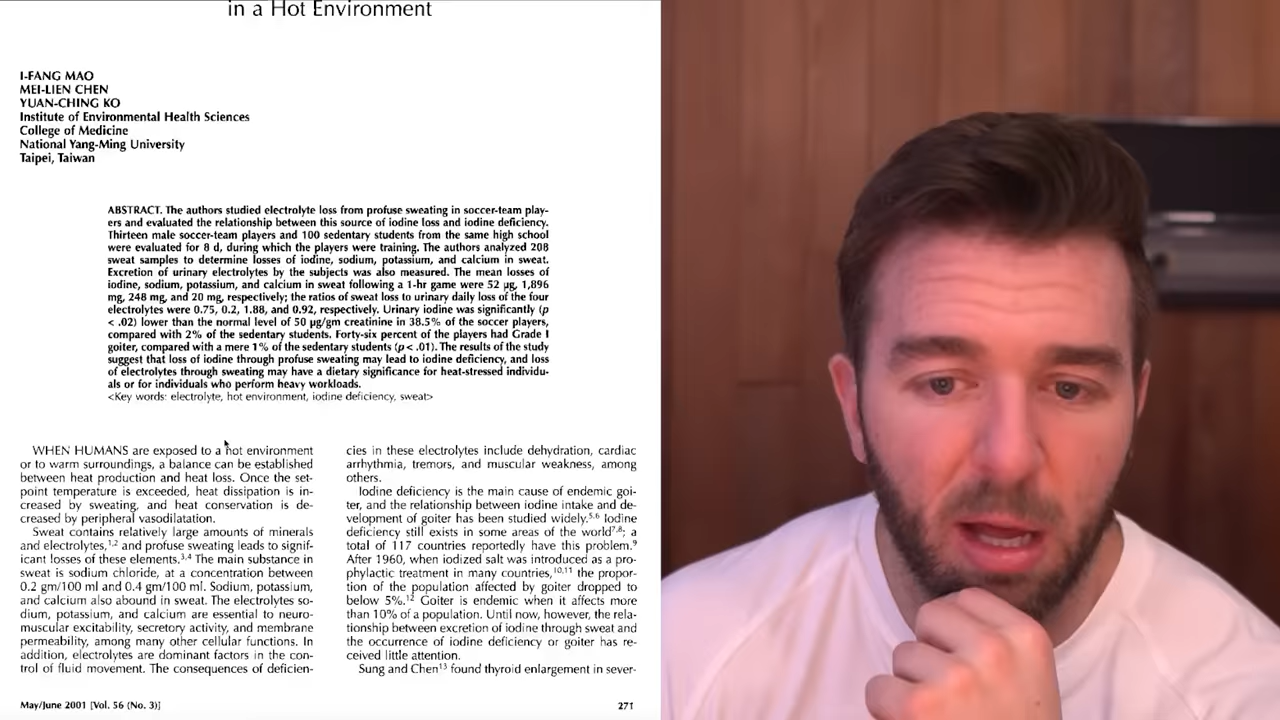 in a Hot Environment
I-FANG MAO
MEI-LIEN CHEN
YUAN-CHING KO
Institute of Environmental Health Sciences
College of Medicine
National Yang-Ming University
Taipei, Taiwan
ABSTRACT. The authors studied electrolyte loss from profuse sweating in soccer-team play-
ers and evaluated the relationship between this source of iodine loss and iodine deficiency.
Thirteen male soccer-team players and 100 sedentary students from the same high school
were evaluated for 8 d, during which the players were training. The authors analyzed 208
sweat samples to determine losses of iodine, sodium, potassium, and calcium in sweat.
Excretion of urinary electrolytes by the subjects was also measured. The mean losses of
iodine, sodium, potassium, and calcium in sweat following a 1-hr game were 52 µg, 1,896
mg, 248 mg, and 20 mg, respectively; the ratios of sweat loss to urinary daily loss of the four
electrolytes were 0.75, 0.2, 1.88, and 0.92, respectively. Urinary iodine was significantly (p
< .02) lower than the normal level of 50 µg/gm creatinine in 38.5% of the soccer players,
compared with 2% of the sedentary students. Forty-six percent of the players had Grade I
goiter, compared with a mere 1% of the sedentary students (p < .01). The results of the study
suggest that loss of iodine through profuse sweating may lead to iodine deficiency, and loss
of electrolytes through sweating may have a dietary significance for heat-stressed individu-
als or for individuals who perform heavy workloads.
<Key words: electrolyte, hot environment, iodine deficiency, sweat>
WHEN HUMANS are exposed to a hot environment
or to warm surroundings, a balance can be established
between heat production and heat loss. Once the set-
point temperature is exceeded, heat dissipation is in-
creased by sweating, and heat conservation is de-
creased by peripheral vasodilatation.
Sweat contains relatively large amounts of minerals
and electrolytes,1,2 and profuse sweating leads to signif-
icant losses of these elements.3,4 The main substance in
sweat is sodium chloride, at a concentration between
0.2 gm/100 ml and 0.4 gm/100 ml. Sodium, potassium,
and calcium also abound in sweat. The electrolytes so-
dium, potassium, and calcium are essential to neuro-
muscular excitability, secretory activity, and membrane
permeability, among many other cellular functions. In
addition, electrolytes are dominant factors in the con-
trol of fluid movement. The consequences of deficien-
cies in these electrolytes include dehydration, cardiac
arrhythmia, tremors, and muscular weakness, among
others.
Iodine deficiency is the main cause of endemic goi-
ter, and the relationship between iodine intake and de-
velopment of goiter has been studied widely.5,6 Iodine
deficiency still exists in some areas of the world7,8; a
total of 117 countries reportedly have this problem.9
After 1960, when iodized salt was introduced as a pro-
phylactic treatment in many countries,10,11 the propor-
tion of the population affected by goiter dropped to
below 5%.12 Goiter is endemic when it affects more
than 10% of a population. Until now, however, the rela-
tionship between excretion of iodine through sweat and
the occurrence of iodine deficiency or goiter has re-
ceived little attention.
Sung and Chen13 found thyroid enlargement in sever-
May/June 2001 [Vol. 56 (No. 3)]
271